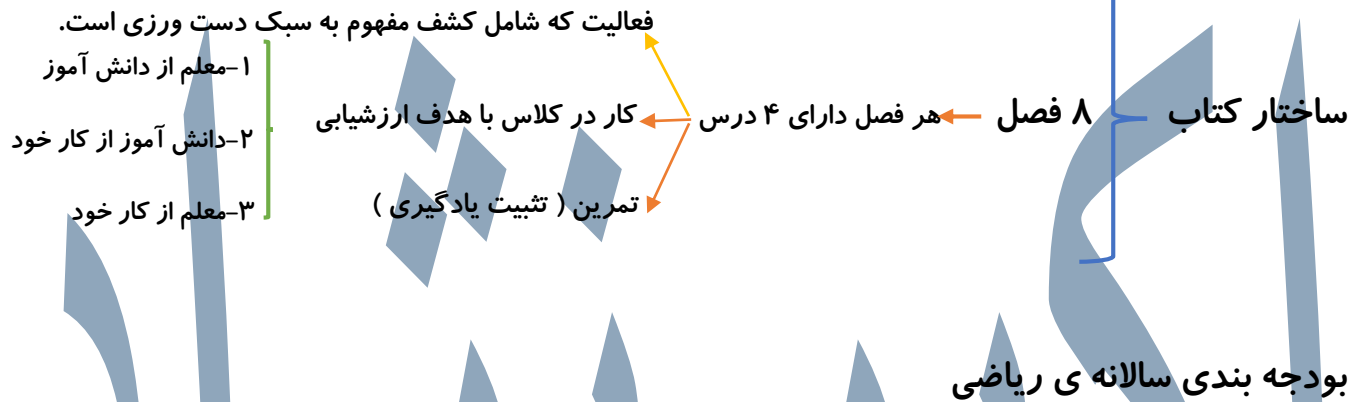 فعالیت که شامل کشف مفهوم به سبک دست ورزی است.
۱-معلم از دانش آموز
ساختار کتاب ۸ فصل هر فصل دارای ۴ درس کار در کلاس با هدف ارزشیابی
۲-دانش آموز از کار خود
تمرین ( تثبیت یادگیری )
۳-معلم از کار خود
بودجه بندی سالانه ی ریاضی